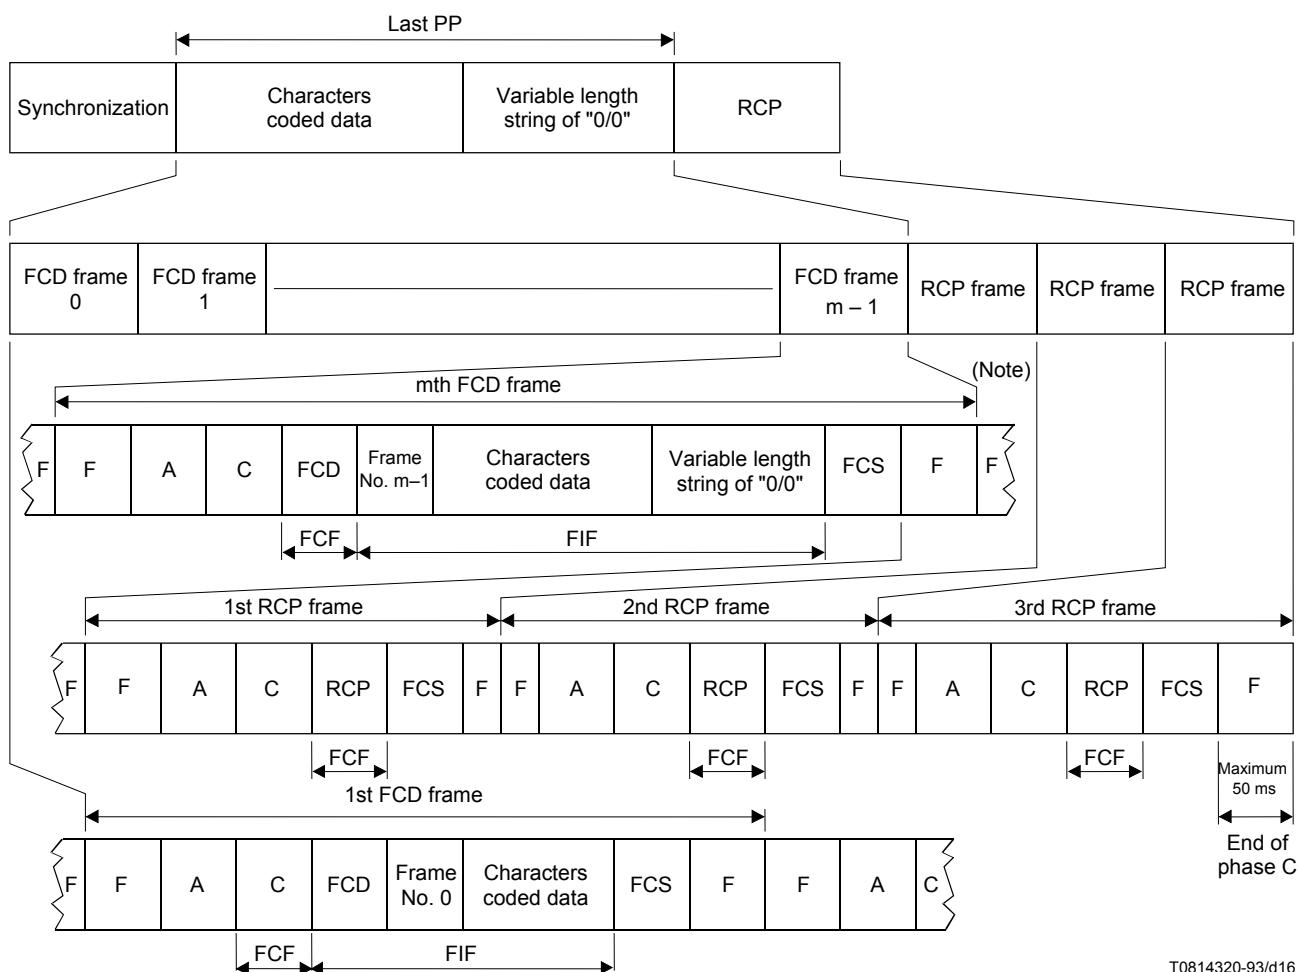 Last PP
Synchronization
Characters
coded data
Variable length
string of "0/0"
RCP
FCD frame
0
FCD frame
1
FCD frame
m – 1
RCP frame
RCP frame
RCP frame
mth FCD frame
(Note)
F
F
A
C
FCD
Frame
No. m–1
Characters
coded data
Variable length
string of "0/0"
FCS
F
F
FCF
FIF
1st RCP frame
2nd RCP frame
3rd RCP frame
F
F
A
C
RCP
FCS
F
F
A
C
RCP
FCS
F
F
A
C
RCP
FCS
F
FCF
FCF
FCF
Maximum
50 ms
End of
phase C
1st FCD frame
F
F
A
C
FCD
Frame
No. 0
Characters
coded data
FCS
F
F
A
C
FCF
FIF
T0814320-93/d16